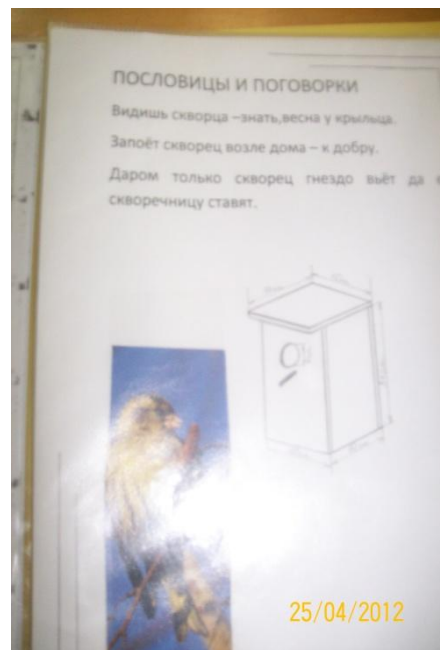 ПОСЛОВИЦЫ И ПОГОВОРКИ
Видишь скворца –знать,весна у крыльца.
Запоёт скворец возле дома – к добру.
Даром только скворец гнездо вьёт да
скворечницу ставят.
25/04/2012